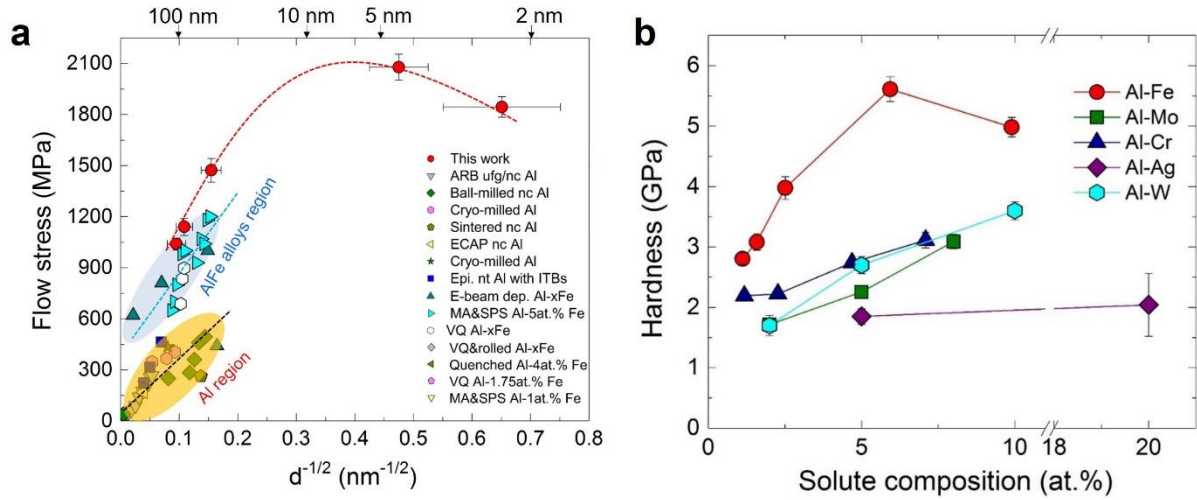 a
100 nm 10 nm 5 nm 2 nm
2100
1800
1500
1200
900
600
300
0
Flow stress (MPa)
AlFe alloys region
Al region
This work
ARB ufg/nc Al
Ball-milled nc Al
Cryo-milled Al
Sintered nc Al
ECAP nc Al
Cryo-milled Al
Epi. nt Al with ITBs
E-beam dep. Al-xFe
MA&SPS Al-5at.% Fe
VQ Al-xFe
VQ&rolled Al-xFe
Quenched Al-4at.% Fe
VQ Al-1.75at.% Fe
MA&SPS Al-1at.% Fe
0.0 0.1 0.2 0.3 0.4 0.5 0.6 0.7 0.8
d-1/2 (nm-1/2)
b
6
5
4
3
2
1
0
Hardness (GPa)
Al-Fe
Al-Mo
Al-Cr
Al-Ag
Al-W
0 5 10 18 20
Solute composition (at.%)